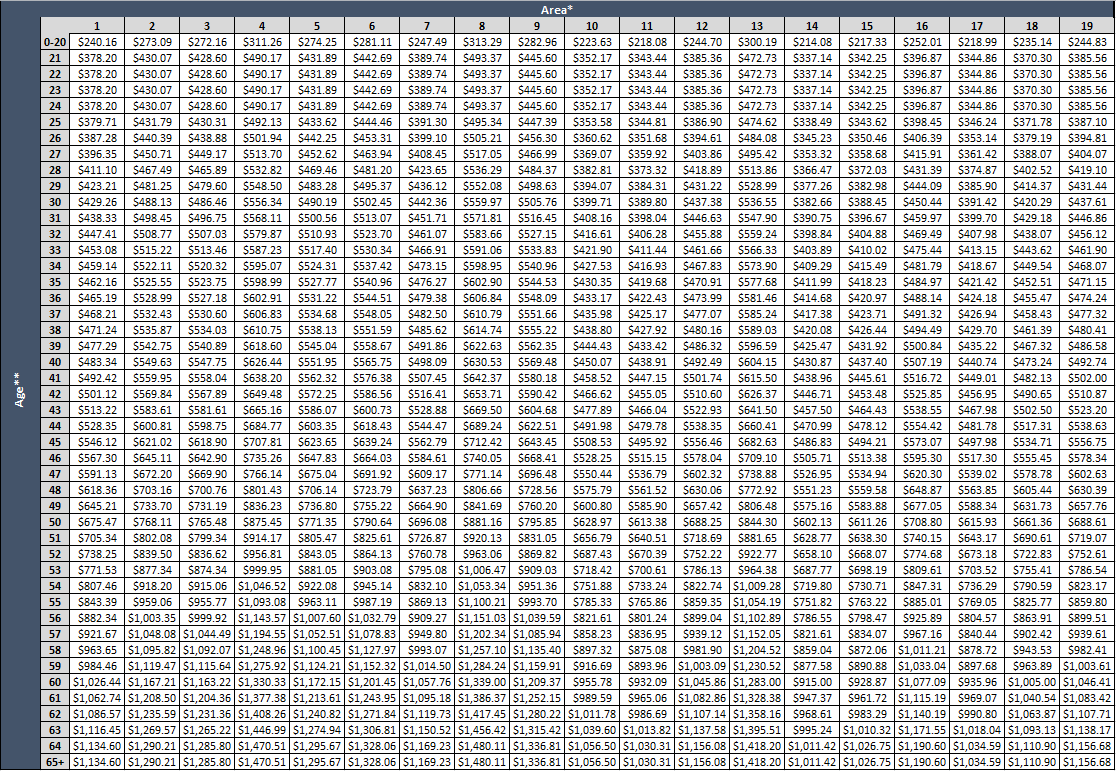 Area*
1 2 3 4 5 6 7 8 9 10 11 12 13 14 15 16 17 18 19
Age**
0-20 $240.16 $273.09 $272.16 $311.26 $274.25 $281.11 $247.49 $313.29 $282.96 $223.63 $218.08 $244.70 $300.19 $214.08 $217.33 $252.01 $218.99 $235.14 $244.83
21 $378.20 $430.07 $428.60 $490.17 $431.89 $442.69 $389.74 $493.37 $445.60 $352.17 $343.44 $385.36 $472.73 $337.14 $342.25 $396.87 $344.86 $370.30 $385.56
22 $378.20 $430.07 $428.60 $490.17 $431.89 $442.69 $389.74 $493.37 $445.60 $352.17 $343.44 $385.36 $472.73 $337.14 $342.25 $396.87 $344.86 $370.30 $385.56
23 $378.20 $430.07 $428.60 $490.17 $431.89 $442.69 $389.74 $493.37 $445.60 $352.17 $343.44 $385.36 $472.73 $337.14 $342.25 $396.87 $344.86 $370.30 $385.56
24 $378.20 $430.07 $428.60 $490.17 $431.89 $442.69 $389.74 $493.37 $445.60 $352.17 $343.44 $385.36 $472.73 $337.14 $342.25 $396.87 $344.86 $370.30 $385.56
25 $379.71 $431.79 $430.31 $492.13 $433.62 $444.46 $391.30 $495.34 $447.39 $353.58 $344.81 $386.90 $474.62 $338.49 $343.62 $398.45 $346.24 $371.78 $387.10
26 $387.28 $440.39 $438.88 $501.94 $442.25 $453.31 $399.10 $505.21 $456.30 $360.62 $351.68 $394.61 $484.08 $345.23 $350.46 $406.39 $353.14 $379.19 $394.81
27 $396.35 $450.71 $449.17 $513.70 $452.62 $463.94 $408.45 $517.05 $466.99 $369.07 $359.92 $403.86 $495.42 $353.32 $358.68 $415.91 $361.42 $388.07 $404.07
28 $411.10 $467.49 $465.89 $532.82 $469.46 $481.20 $423.65 $536.29 $484.37 $382.81 $373.32 $418.89 $513.86 $366.47 $372.03 $431.39 $374.87 $402.52 $419.10
29 $423.21 $481.25 $479.60 $548.50 $483.28 $495.37 $436.12 $552.08 $498.63 $394.07 $384.31 $431.22 $528.99 $377.26 $382.98 $444.09 $385.90 $414.37 $431.44
30 $429.26 $488.13 $486.46 $556.34 $490.19 $502.45 $442.36 $559.97 $505.76 $399.71 $389.80 $437.38 $536.55 $382.66 $388.45 $450.44 $391.42 $420.29 $437.61
31 $438.33 $498.45 $496.75 $568.11 $500.56 $513.07 $451.71 $571.81 $516.45 $408.16 $398.04 $446.63 $547.90 $390.75 $396.67 $459.97 $399.70 $429.18 $446.86
32 $447.41 $508.77 $507.03 $579.87 $510.93 $523.70 $461.07 $583.66 $527.15 $416.61 $406.28 $455.88 $559.24 $398.84 $404.88 $469.49 $407.98 $438.07 $456.12
33 $453.08 $515.22 $513.46 $587.23 $517.40 $530.34 $466.91 $591.06 $533.83 $421.90 $411.44 $461.66 $566.33 $403.89 $410.02 $475.44 $413.15 $443.62 $461.90
34 $459.14 $522.11 $520.32 $595.07 $524.31 $537.42 $473.15 $598.95 $540.96 $427.53 $416.93 $467.83 $573.90 $409.29 $415.49 $481.79 $418.67 $449.54 $468.07
35 $462.16 $525.55 $523.75 $598.99 $527.77 $540.96 $476.27 $602.90 $544.53 $430.35 $419.68 $470.91 $577.68 $411.99 $418.23 $484.97 $421.42 $452.51 $471.15
36 $465.19 $528.99 $527.18 $602.91 $531.22 $544.51 $479.38 $606.84 $548.09 $433.17 $422.43 $473.99 $581.46 $414.68 $420.97 $488.14 $424.18 $455.47 $474.24
37 $468.21 $532.43 $530.60 $606.83 $534.68 $548.05 $482.50 $610.79 $551.66 $435.98 $425.17 $477.07 $585.24 $417.38 $423.71 $491.32 $426.94 $458.43 $477.32
38 $471.24 $535.87 $534.03 $610.75 $538.13 $551.59 $485.62 $614.74 $555.22 $438.80 $427.92 $480.16 $589.03 $420.08 $426.44 $494.49 $429.70 $461.39 $480.41
39 $477.29 $542.75 $540.89 $618.60 $545.04 $558.67 $491.86 $622.63 $562.35 $444.43 $433.42 $486.32 $596.59 $425.47 $431.92 $500.84 $435.22 $467.32 $486.58
40 $483.34 $549.63 $547.75 $626.44 $551.95 $565.75 $498.09 $630.53 $569.48 $450.07 $438.91 $492.49 $604.15 $430.87 $437.40 $507.19 $440.74 $473.24 $492.74
41 $492.42 $559.95 $558.04 $638.20 $562.32 $576.38 $507.45 $642.37 $580.18 $458.52 $447.15 $501.74 $615.50 $438.96 $445.61 $516.72 $449.01 $482.13 $502.00
42 $501.12 $569.84 $567.89 $649.48 $572.25 $586.56 $516.41 $653.71 $590.42 $466.62 $455.05 $510.60 $626.37 $446.71 $453.48 $525.85 $456.95 $490.65 $510.87
43 $513.22 $583.61 $581.61 $665.16 $586.07 $600.73 $528.88 $669.50 $604.68 $477.89 $466.04 $522.93 $641.50 $457.50 $464.43 $538.55 $467.98 $502.50 $523.20
44 $528.35 $600.81 $598.75 $684.77 $603.35 $618.43 $544.47 $689.24 $622.51 $491.98 $479.78 $538.35 $660.41 $470.99 $478.12 $554.42 $481.78 $517.31 $538.63
45 $546.12 $621.02 $618.90 $707.81 $623.65 $639.24 $562.79 $712.42 $643.45 $508.53 $495.92 $556.46 $682.63 $486.83 $494.21 $573.07 $497.98 $534.71 $556.75
46 $567.30 $645.11 $642.90 $735.26 $647.83 $664.03 $584.61 $740.05 $668.41 $528.25 $515.15 $578.04 $709.10 $505.71 $513.38 $595.30 $517.30 $555.45 $578.34
47 $591.13 $672.20 $669.90 $766.14 $675.04 $691.92 $609.17 $771.14 $696.48 $550.44 $536.79 $602.32 $738.88 $526.95 $534.94 $620.30 $539.02 $578.78 $602.63
48 $618.36 $703.16 $700.76 $801.43 $706.14 $723.79 $637.23 $806.66 $728.56 $575.79 $561.52 $630.06 $772.92 $551.23 $559.58 $648.87 $563.85 $605.44 $630.39
49 $645.21 $733.70 $731.19 $836.23 $736.80 $755.22 $664.90 $841.69 $760.20 $600.80 $585.90 $657.42 $806.48 $575.16 $583.88 $677.05 $588.34 $631.73 $657.76
50 $675.47 $768.11 $765.48 $875.45 $771.35 $790.64 $696.08 $881.16 $795.85 $628.97 $613.38 $688.25 $844.30 $602.13 $611.26 $708.80 $615.93 $661.36 $688.61
51 $705.34 $802.08 $799.34 $914.17 $805.47 $825.61 $726.87 $920.13 $831.05 $656.79 $640.51 $718.69 $881.65 $628.77 $638.30 $740.15 $643.17 $690.61 $719.07
52 $738.25 $839.50 $836.62 $956.81 $843.05 $864.13 $760.78 $963.06 $869.82 $687.43 $670.39 $752.22 $922.77 $658.10 $668.07 $774.68 $673.18 $722.83 $752.61
53 $771.53 $877.34 $874.34 $999.95 $881.05 $903.08 $795.08 $1,006.47 $909.03 $718.42 $700.61 $786.13 $964.38 $687.77 $698.19 $809.61 $703.52 $755.41 $786.54
54 $807.46 $918.20 $915.06 $1,046.52 $922.08 $945.14 $832.10 $1,053.34 $951.36 $751.88 $733.24 $822.74 $1,009.28 $719.80 $730.71 $847.31 $736.29 $790.59 $823.17
55 $843.39 $959.06 $955.77 $1,093.08 $963.11 $987.19 $869.13 $1,100.21 $993.70 $785.33 $765.86 $859.35 $1,054.19 $751.82 $763.22 $885.01 $769.05 $825.77 $859.80
56 $882.34 $1,003.35 $999.92 $1,143.57 $1,007.60 $1,032.79 $909.27 $1,151.03 $1,039.59 $821.61 $801.24 $899.04 $1,102.89 $786.55 $798.47 $925.89 $804.57 $863.91 $899.51
57 $921.67 $1,048.08 $1,044.49 $1,194.55 $1,052.51 $1,078.83 $949.80 $1,202.34 $1,085.94 $858.23 $836.95 $939.12 $1,152.05 $821.61 $834.07 $967.16 $840.44 $902.42 $939.61
58 $963.65 $1,095.82 $1,092.07 $1,248.96 $1,100.45 $1,127.97 $993.07 $1,257.10 $1,135.40 $897.32 $875.08 $981.90 $1,204.52 $859.04 $872.06 $1,011.21 $878.72 $943.53 $982.41
59 $984.46 $1,119.47 $1,115.64 $1,275.92 $1,124.21 $1,152.32 $1,014.50 $1,284.24 $1,159.91 $916.69 $893.96 $1,003.09 $1,230.52 $877.58 $890.88 $1,033.04 $897.68 $963.89 $1,003.61
60 $1,026.44 $1,167.21 $1,163.22 $1,330.33 $1,172.15 $1,201.45 $1,057.76 $1,339.00 $1,209.37 $955.78 $932.09 $1,045.86 $1,283.00 $915.00 $928.87 $1,077.09 $935.96 $1,005.00 $1,046.41
61 $1,062.74 $1,208.50 $1,204.36 $1,377.38 $1,213.61 $1,243.95 $1,095.18 $1,386.37 $1,252.15 $989.59 $965.06 $1,082.86 $1,328.38 $947.37 $961.72 $1,115.19 $969.07 $1,040.54 $1,083.42
62 $1,086.57 $1,235.59 $1,231.36 $1,408.26 $1,240.82 $1,271.84 $1,119.73 $1,417.45 $1,280.22 $1,011.78 $986.69 $1,107.14 $1,358.16 $968.61 $983.29 $1,140.19 $990.80 $1,063.87 $1,107.71
63 $1,116.45 $1,269.57 $1,265.22 $1,446.99 $1,274.94 $1,306.81 $1,150.52 $1,456.42 $1,315.42 $1,039.60 $1,013.82 $1,137.58 $1,395.51 $995.24 $1,010.32 $1,171.55 $1,018.04 $1,093.13 $1,138.17
64 $1,134.60 $1,290.21 $1,285.80 $1,470.51 $1,295.67 $1,328.06 $1,169.23 $1,480.11 $1,336.81 $1,056.50 $1,030.31 $1,156.08 $1,418.20 $1,011.42 $1,026.75 $1,190.60 $1,034.59 $1,110.90 $1,156.68
65+ $1,134.60 $1,290.21 $1,285.80 $1,470.51 $1,295.67 $1,328.06 $1,169.23 $1,480.11 $1,336.81 $1,056.50 $1,030.31 $1,156.08 $1,418.20 $1,011.42 $1,026.75 $1,190.60 $1,034.59 $1,110.90 $1,156.68